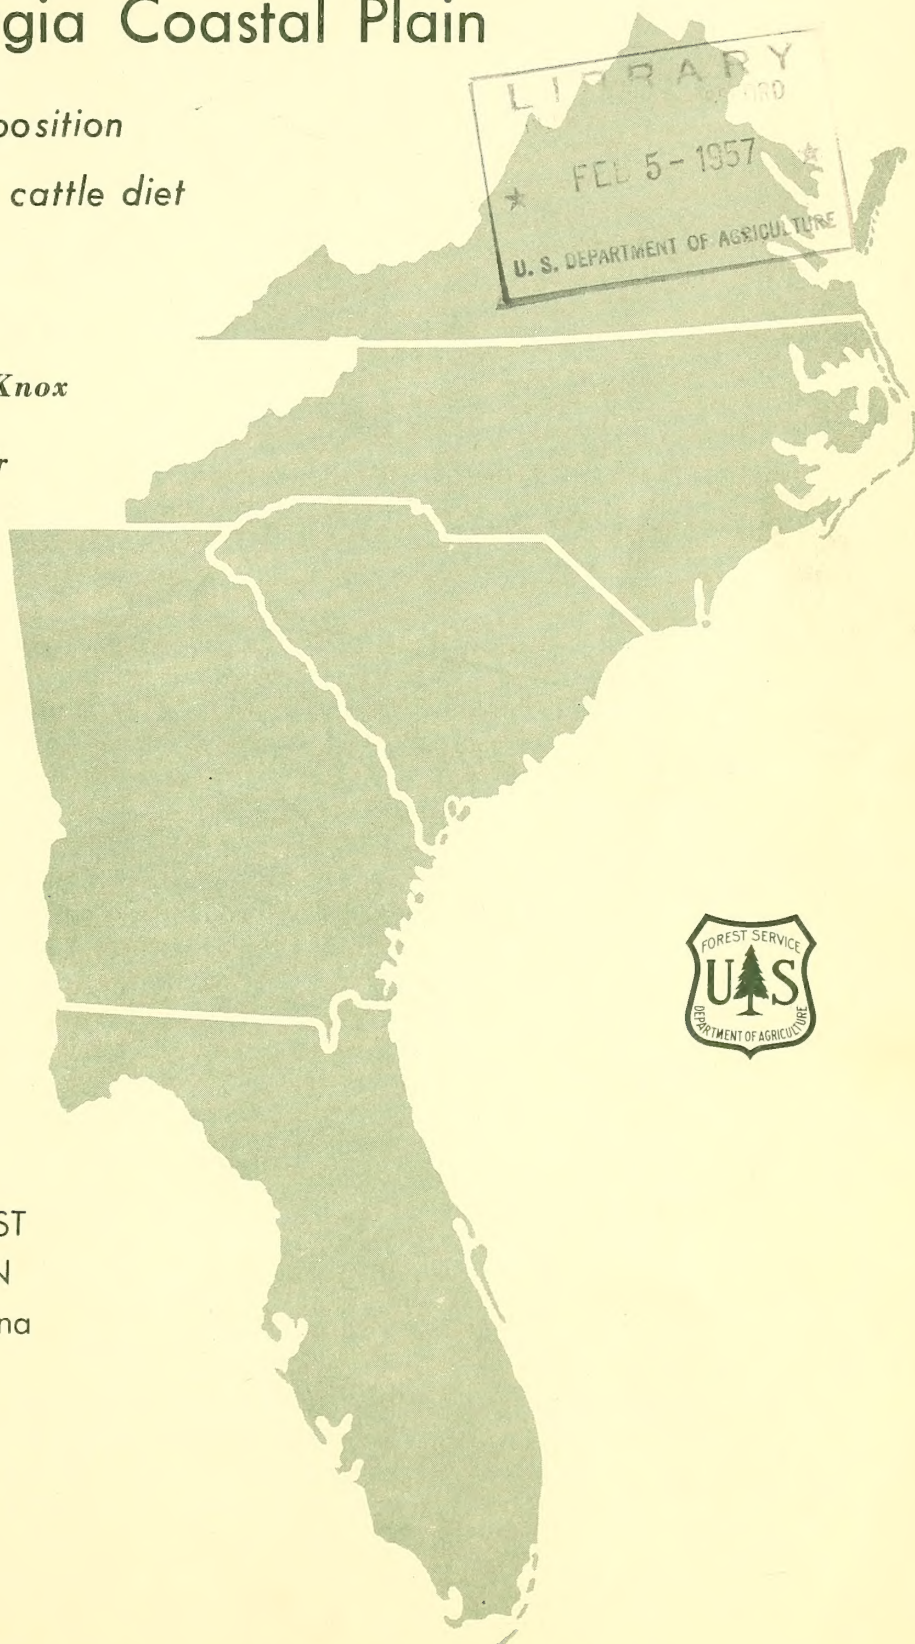 gia Coastal Plain
position
cattle diet
Knox
r
LIBRARY
FEB 5 - 1957
U. S. DEPARTMENT OF AGRICULTURE
FOREST SERVICE
U S
DEPARTMENT OF AGRICULTURE
ST
N
na